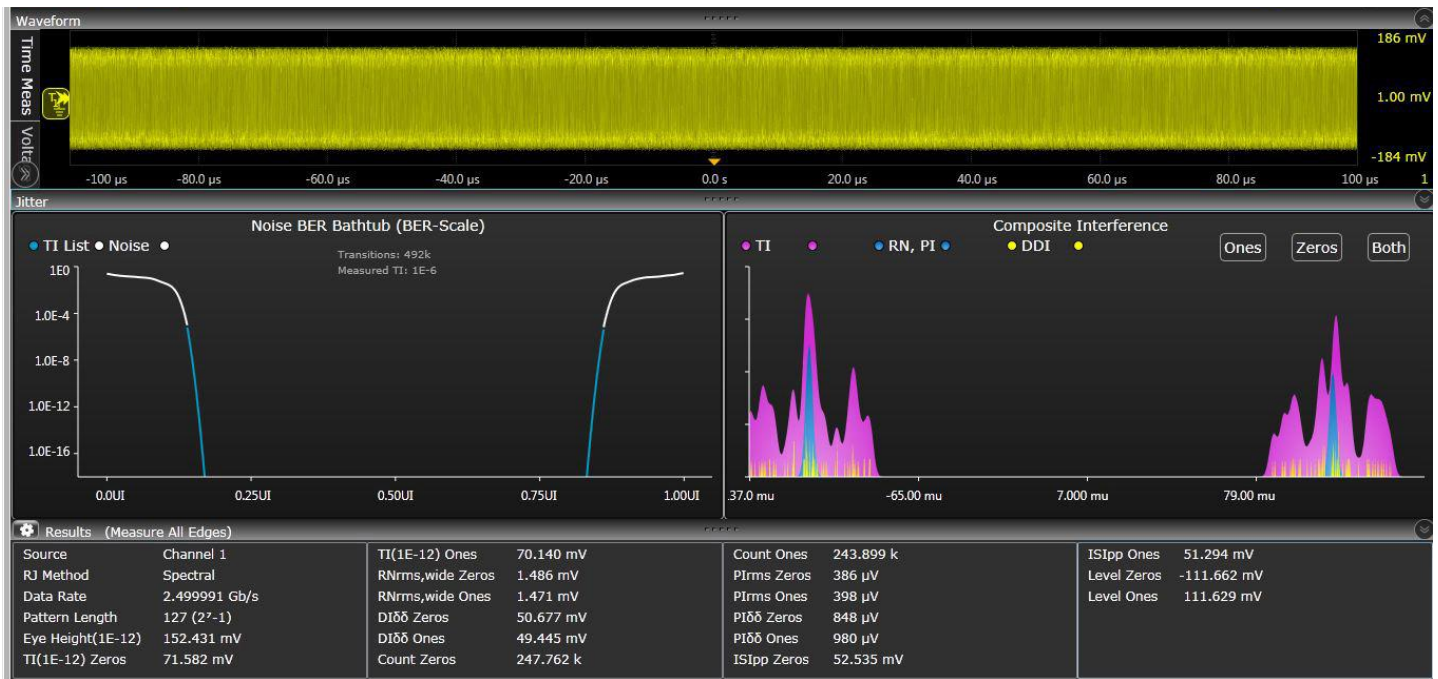 Waveform
Time Meas
Volta
186 mV
1.00 mV
-184 mV
-100 µs -80.0 µs -60.0 µs -40.0 µs -20.0 µs 0.0 s 20.0 µs 40.0 µs 60.0 µs 80.0 µs 100 µs 1
Jitter
Noise BER Bathtub (BER-Scale)
TI List Noise
Transitions: 492k
Measured TI: 1E-6
1E0
1.0E-4
1.0E-8
1.0E-12
1.0E-16
0.0UI 0.25UI 0.50UI 0.75UI 1.00UI
Composite Interference
TI RN, PI DDI
Ones Zeros Both
37.0 mu -65.00 mu 7.000 mu 79.00 mu
Results (Measure All Edges)
Source Channel 1
RJ Method Spectral
Data Rate 2.499991 Gb/s
Pattern Length 127 (2⁷-1)
Eye Height(1E-12) 152.431 mV
TI(1E-12) Zeros 71.582 mV
TI(1E-12) Ones 70.140 mV
RNrms,wide Zeros 1.486 mV
RNrms,wide Ones 1.471 mV
DIδδ Zeros 50.677 mV
DIδδ Ones 49.445 mV
Count Zeros 247.762 k
Count Ones 243.899 k
PIrms Zeros 386 µV
PIrms Ones 398 µV
PIδδ Zeros 848 µV
PIδδ Ones 980 µV
ISIpp Zeros 52.535 mV
ISIpp Ones 51.294 mV
Level Zeros -111.662 mV
Level Ones 111.629 mV